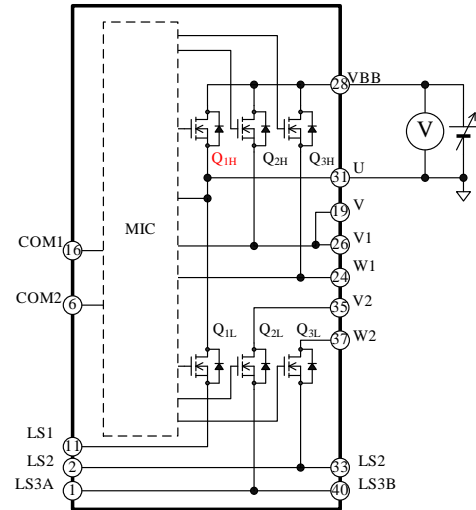 28
VBB
V
Q1H
Q2H
Q3H
31
U
19
V
MIC
26
V1
COM1
16
24
W1
COM2
6
35
V2
37
W2
Q1L
Q2L
Q3L
LS1
11
LS2
2
33
LS2
LS3A
1
40
LS3B